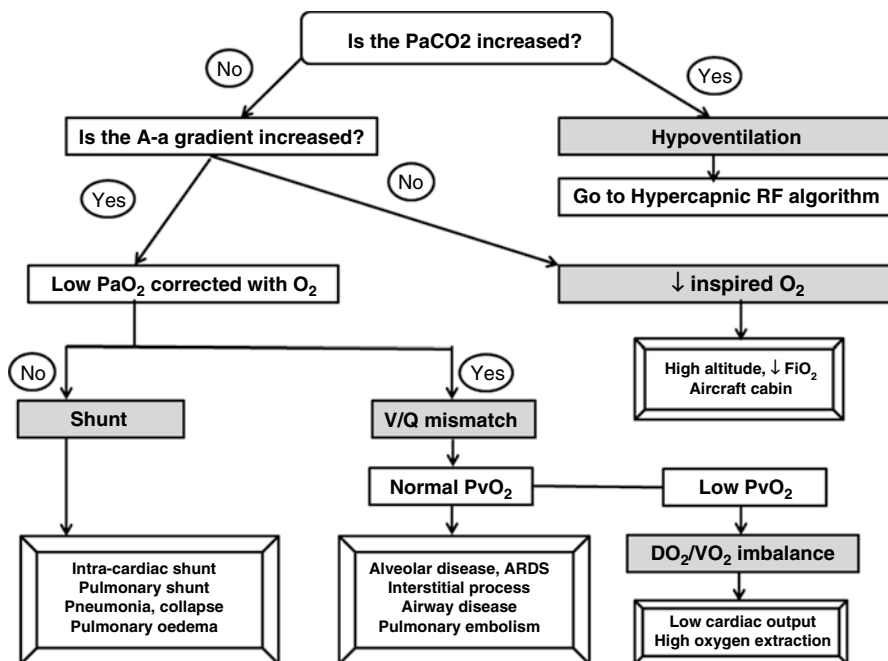 Is the PaCO2 increased?
No
Yes
Is the A-a gradient increased?
Hypoventilation
Go to Hypercapnic RF algorithm
Yes
No
Low PaO₂ corrected with O₂
↓ inspired O₂
High altitude, ↓ FiO₂
Aircraft cabin
No
Yes
Shunt
V/Q mismatch
Normal PvO₂
Low PvO₂
DO₂/VO₂ imbalance
Intra-cardiac shunt
Pulmonary shunt
Pneumonia, collapse
Pulmonary oedema
Alveolar disease, ARDS
Interstitial process
Airway disease
Pulmonary embolism
Low cardiac output
High oxygen extraction